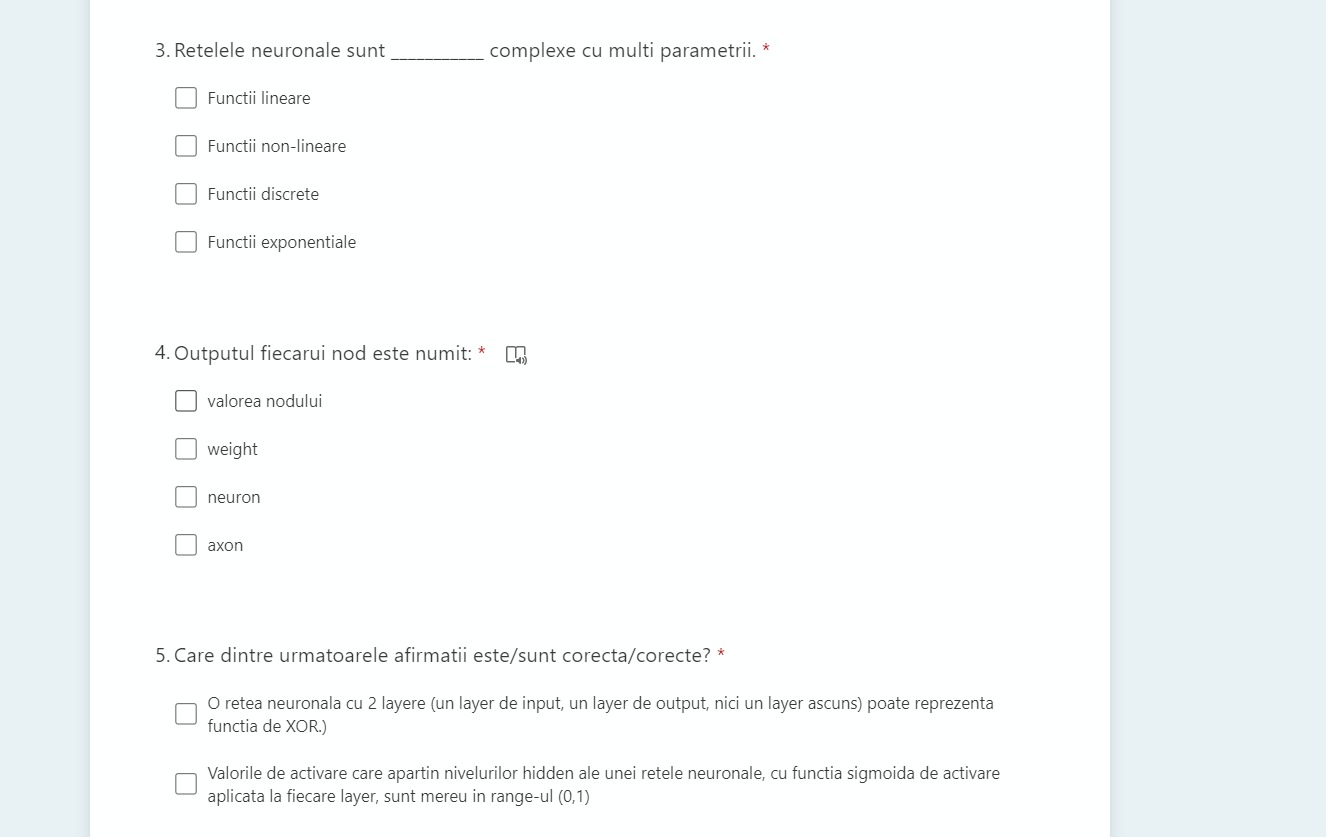 3. Retelele neuronale sunt ___________ complexe cu multi parametrii. *
Functii lineare
Functii non-lineare
Functii discrete
Functii exponentiale
4. Outputul fiecarui nod este numit: *
valorea nodului
weight
neuron
axon
5. Care dintre urmatoarele afirmatii este/sunt corecta/corecte? *
O retea neuronala cu 2 layere (un layer de input, un layer de output, nici un layer ascuns) poate reprezenta
functia de XOR.)
Valorile de activare care apartin nivelurilor hidden ale unei retele neuronale, cu functia sigmoida de activare
aplicata la fiecare layer, sunt mereu in range-ul (0,1)